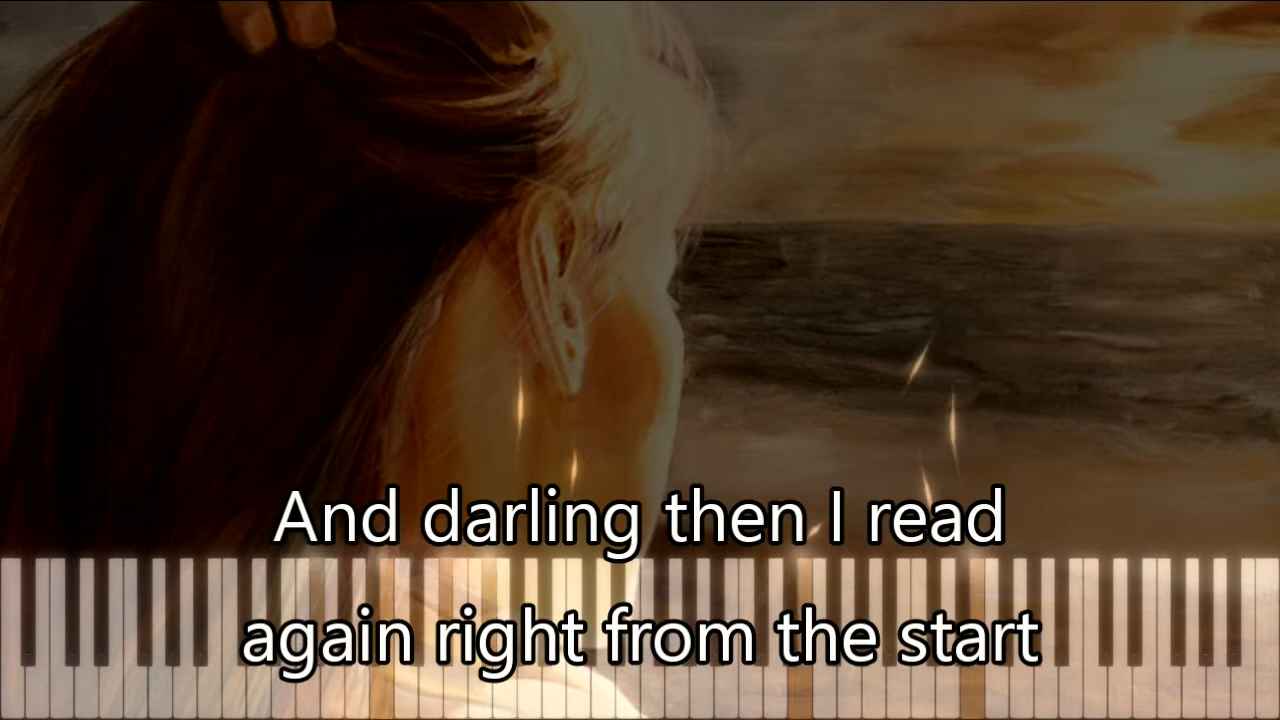 And darling then I read
again right from the start